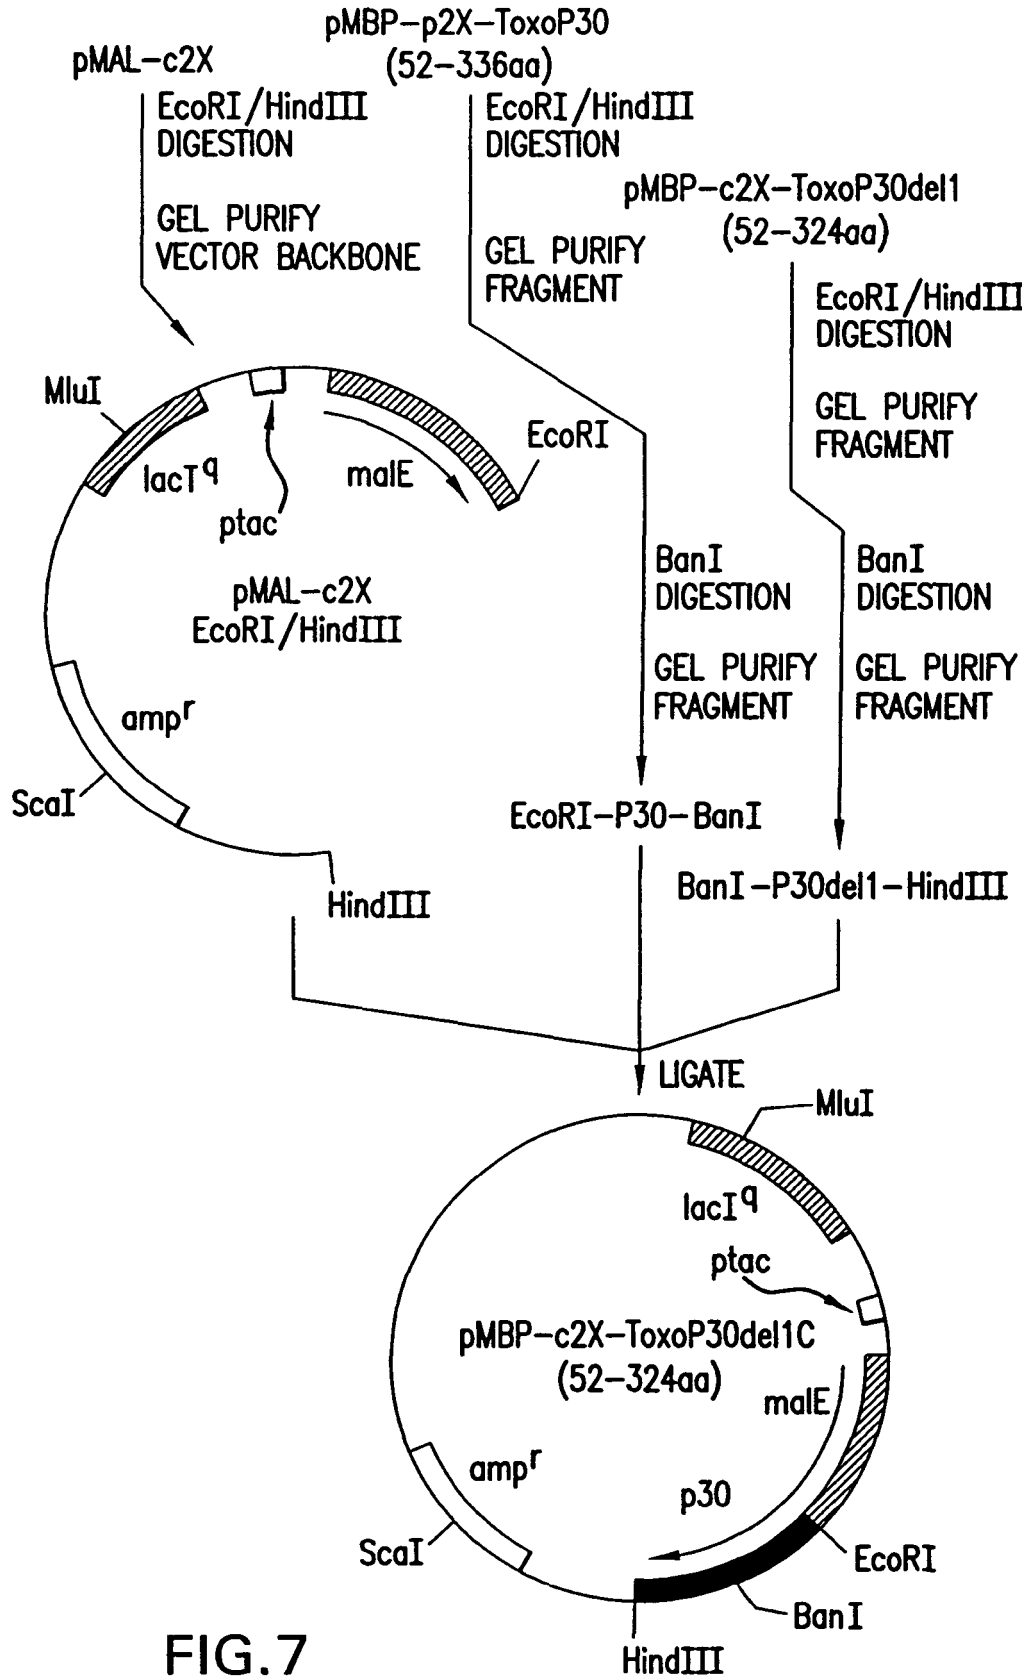 pMAL-c2X
EcoRI/HindIII
DIGESTION
GEL PURIFY
VECTOR BACKBONE
pMBP-p2X-ToxoP30
(52-336aa)
EcoRI/HindIII
DIGESTION
GEL PURIFY
FRAGMENT
pMBP-c2X-ToxoP30del1
(52-324aa)
EcoRI/HindIII
DIGESTION
GEL PURIFY
FRAGMENT
MluI
lacTq
ptac
malE
EcoRI
pMAL-c2X
EcoRI/HindIII
ampr
ScaI
HindIII
BanI
DIGESTION
GEL PURIFY
FRAGMENT
BanI
DIGESTION
GEL PURIFY
FRAGMENT
EcoRI-P30-BanI
BanI-P30del1-HindIII
LIGATE
MluI
lacIq
ptac
pMBP-c2X-ToxoP30del1C
(52-324aa)
malE
ampr
p30
ScaI
EcoRI
BanI
HindIII
FIG.7